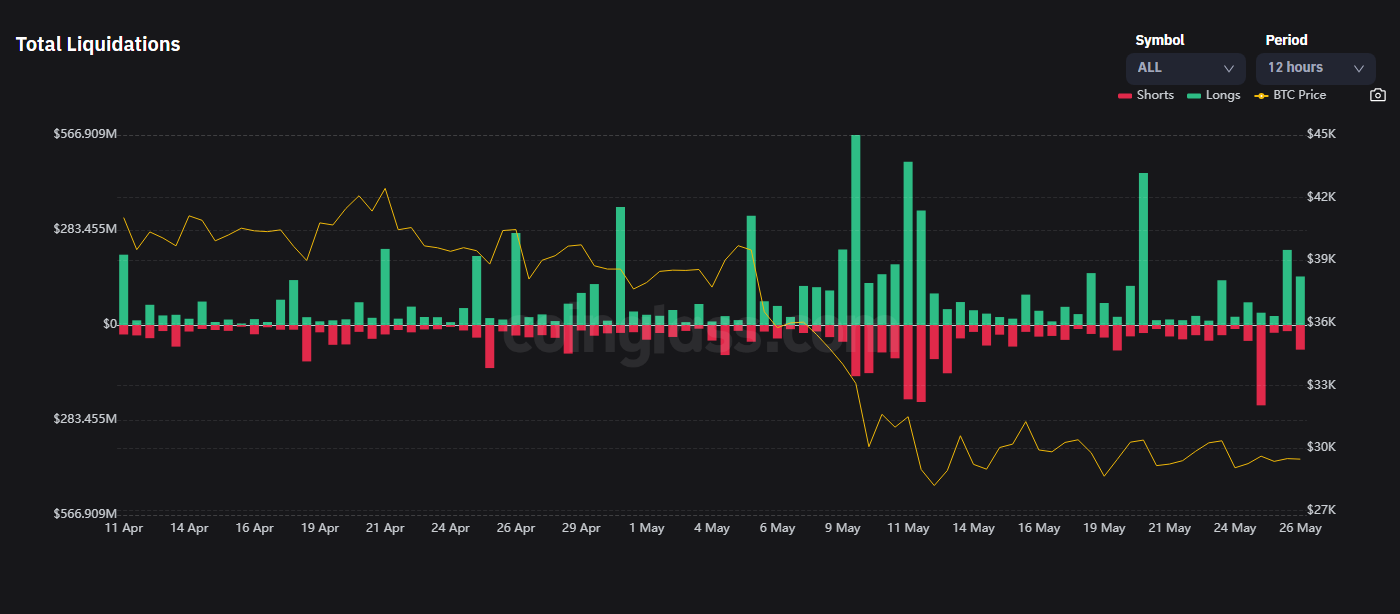 Total Liquidations
Symbol Period
ALL 12 hours
Shorts Longs BTC Price
$566.909M $45K
$42K
$283.455M
$39K
$0 $36K
coinglass.com
$33K
$283.455M
$30K
$566.909M $27K
11 Apr 14 Apr 16 Apr 19 Apr 21 Apr 24 Apr 26 Apr 29 Apr 1 May 4 May 6 May 9 May 11 May 14 May 16 May 19 May 21 May 24 May 26 May